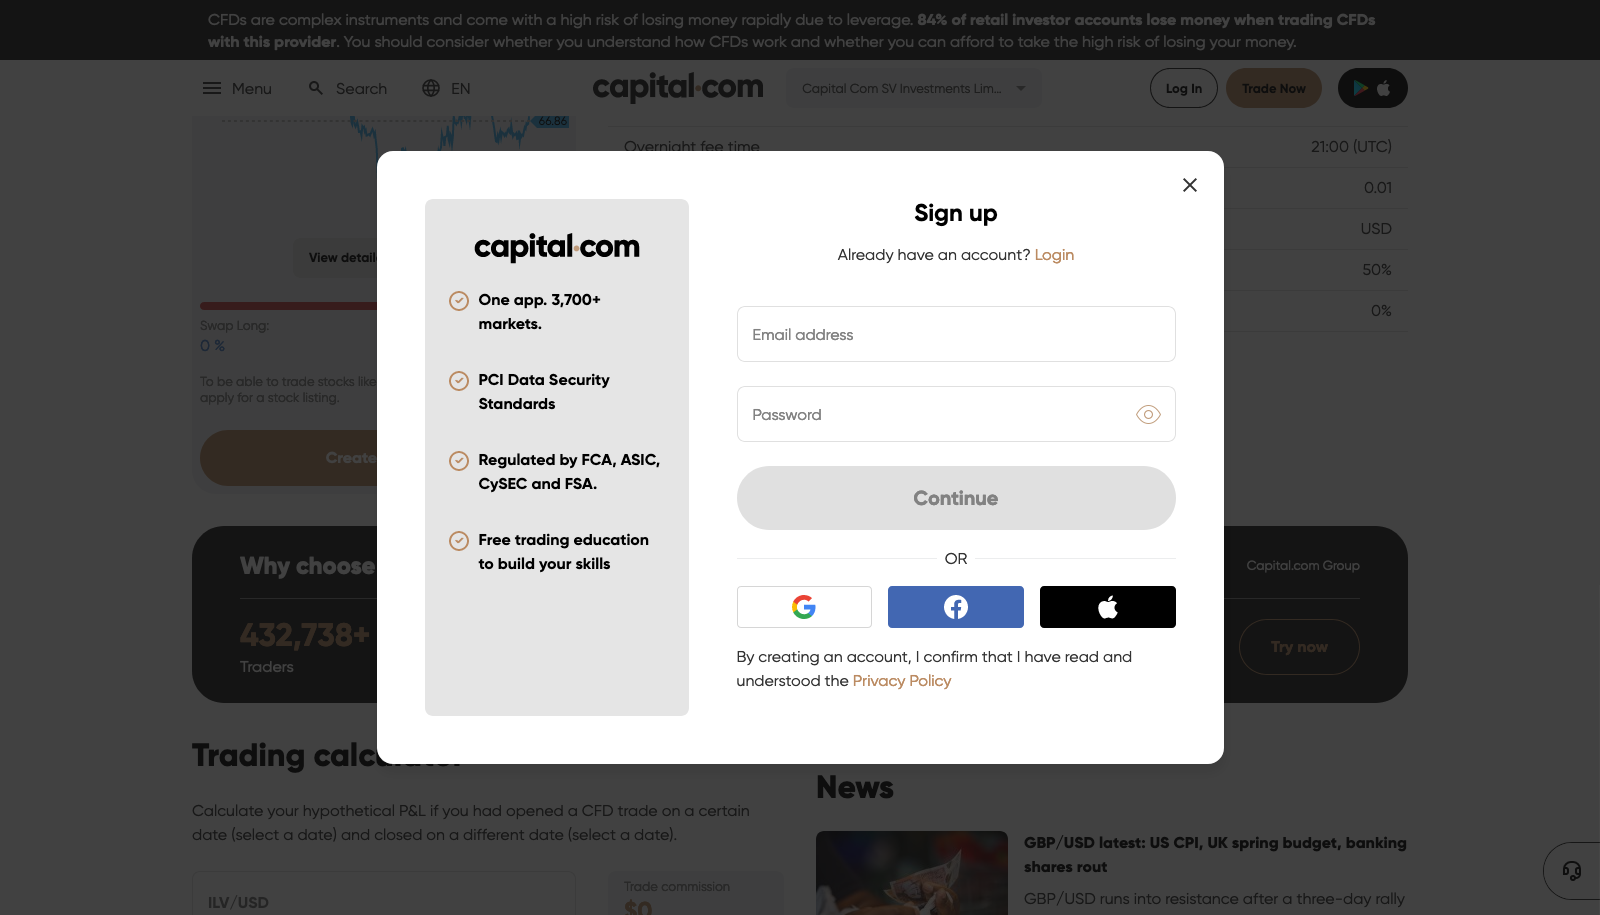 CFDs are complex instruments and come with a high risk of losing money rapidly due to leverage. 84% of retail investor accounts lose money when trading CFDs
with this provider. You should consider whether you understand how CFDs work and whether you can afford to take the high risk of losing your money.
Menu
Search
EN
capital.com
Capital Com SV Investments Lim...
Log In
Trade Now
66.86
Overnight fee time
21:00 (UTC)
0.01
USD
50%
0%
View detaile
Swap Long:
0 %
To be able to trade stocks like
apply for a stock listing.
Create
Sign up
Already have an account? Login
capital.com
One app. 3,700+
markets.
PCI Data Security
Standards
Regulated by FCA, ASIC,
CySEC and FSA.
Free trading education
to build your skills
Email address
Password
Continue
OR
By creating an account, I confirm that I have read and
understood the Privacy Policy
Why choose
Capital.com Group
432,738+
Traders
Try now
Trading calculator
Calculate your hypothetical P&L if you had opened a CFD trade on a certain
date (select a date) and closed on a different date (select a date).
ILV/USD
Trade commission
$0
News
GBP/USD latest: US CPI, UK spring budget, banking
shares rout
GBP/USD runs into resistance after a three-day rally